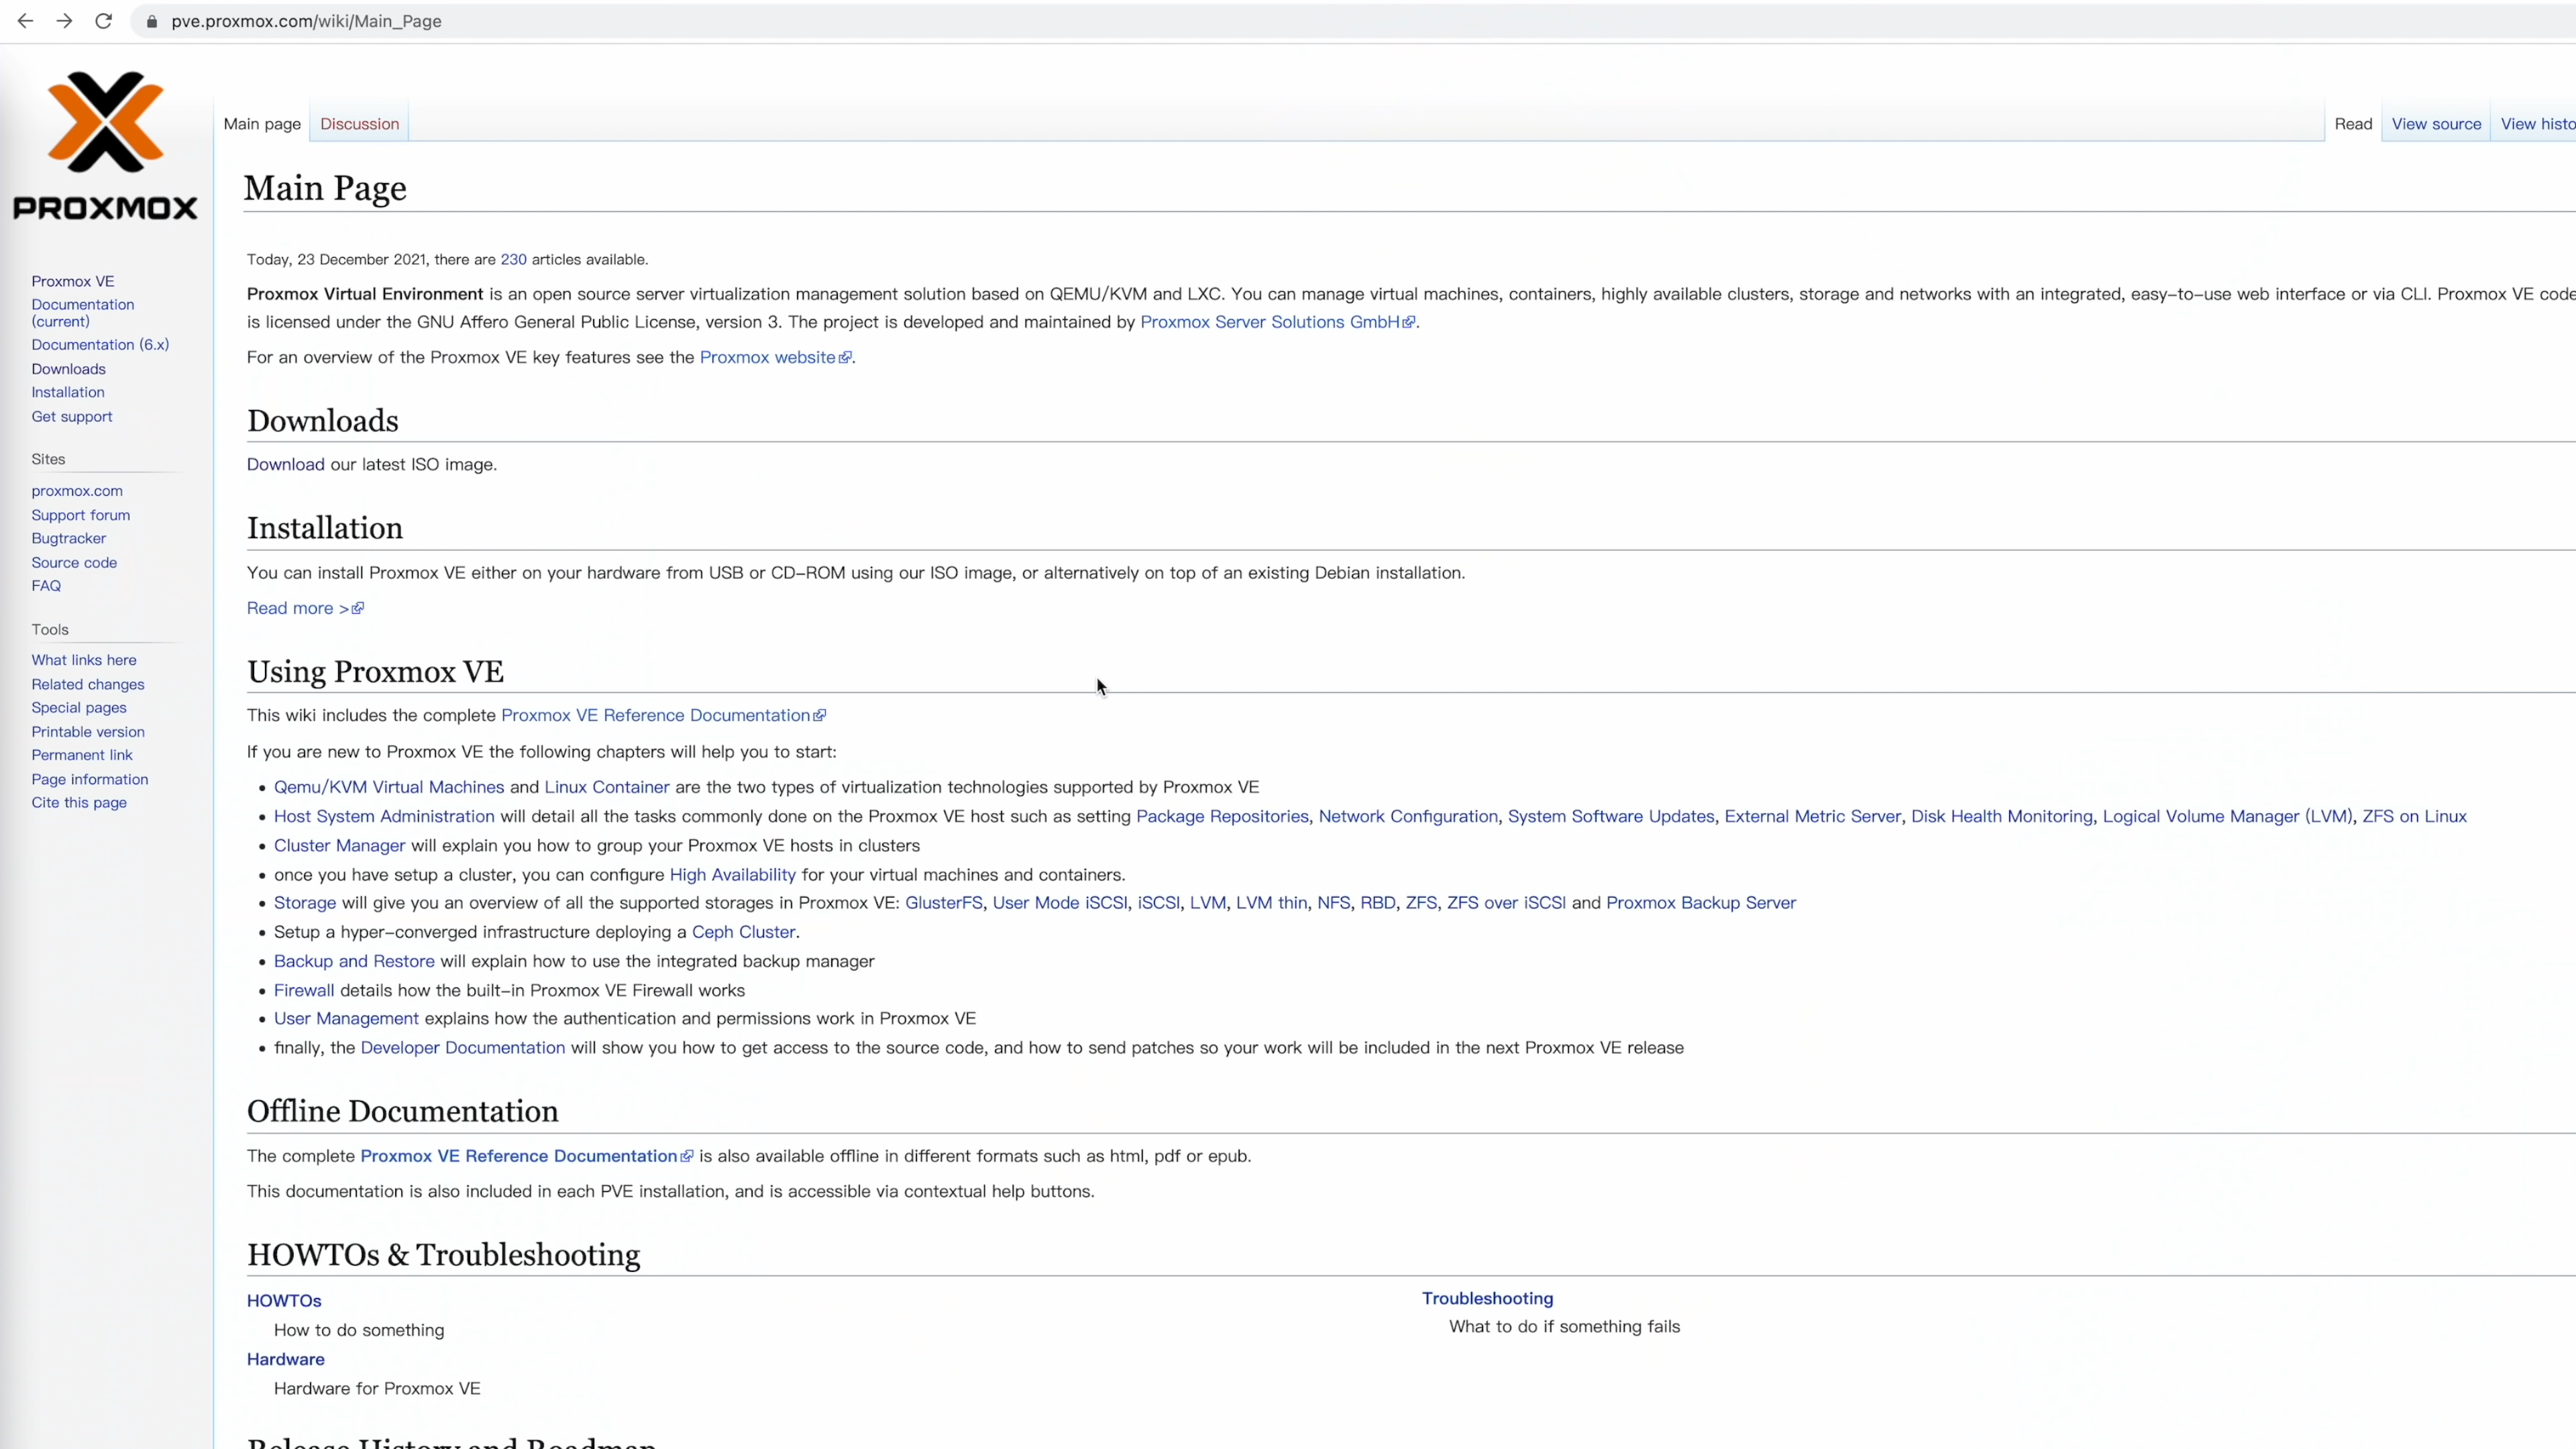 pve.proxmox.com/wiki/Main_Page
PROXMOX
Main page
Discussion
Read
View source
View histo
Main Page
Today, 23 December 2021, there are 230 articles available.
Proxmox Virtual Environment is an open source server virtualization management solution based on QEMU/KVM and LXC. You can manage virtual machines, containers, highly available clusters, storage and networks with an integrated, easy-to-use web interface or via CLI. Proxmox VE code
is licensed under the GNU Affero General Public License, version 3. The project is developed and maintained by Proxmox Server Solutions GmbH.
For an overview of the Proxmox VE key features see the Proxmox website.
Proxmox VE
Documentation
(current)
Documentation (6.x)
Downloads
Installation
Get support
Sites
proxmox.com
Support forum
Bugtracker
Source code
FAQ
Tools
What links here
Related changes
Special pages
Printable version
Permanent link
Page information
Cite this page
Downloads
Download our latest ISO image.
Installation
You can install Proxmox VE either on your hardware from USB or CD-ROM using our ISO image, or alternatively on top of an existing Debian installation.
Read more >
Using Proxmox VE
This wiki includes the complete Proxmox VE Reference Documentation
If you are new to Proxmox VE the following chapters will help you to start:
• Qemu/KVM Virtual Machines and Linux Container are the two types of virtualization technologies supported by Proxmox VE
• Host System Administration will detail all the tasks commonly done on the Proxmox VE host such as setting Package Repositories, Network Configuration, System Software Updates, External Metric Server, Disk Health Monitoring, Logical Volume Manager (LVM), ZFS on Linux
• Cluster Manager will explain you how to group your Proxmox VE hosts in clusters
• once you have setup a cluster, you can configure High Availability for your virtual machines and containers.
• Storage will give you an overview of all the supported storages in Proxmox VE: GlusterFS, User Mode iSCSI, iSCSI, LVM, LVM thin, NFS, RBD, ZFS, ZFS over iSCSI and Proxmox Backup Server
• Setup a hyper-converged infrastructure deploying a Ceph Cluster.
• Backup and Restore will explain how to use the integrated backup manager
• Firewall details how the built-in Proxmox VE Firewall works
• User Management explains how the authentication and permissions work in Proxmox VE
• finally, the Developer Documentation will show you how to get access to the source code, and how to send patches so your work will be included in the next Proxmox VE release
Offline Documentation
The complete Proxmox VE Reference Documentation is also available offline in different formats such as html, pdf or epub.
This documentation is also included in each PVE installation, and is accessible via contextual help buttons.
HOWTOs & Troubleshooting
HOWTOs
How to do something
Hardware
Hardware for Proxmox VE
Troubleshooting
What to do if something fails
Release History and Roadmap